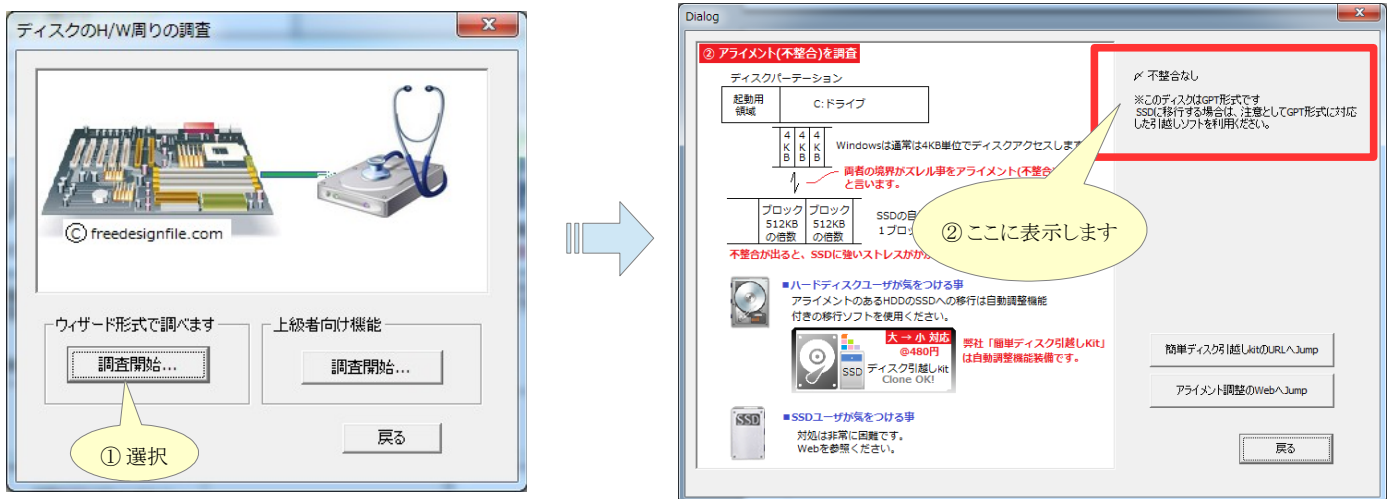 ディスクのH/W周りの調査
© freedesignfile.com
ウィザード形式で調べます
調査開始...
上級者向け機能
調査開始...
戻る
① 選択
Dialog
② アライメント(不整合)を調査
ディスクパーテーション
起動用
領域
C:ドライブ
4 4 4
K K K
B B B
Windowsは通常は4KB単位でディスクアクセスします
両者の境界がズレル事をアライメント(不整合
と言います。
ブロック ブロック
512KB 512KB
の倍数 の倍数
SSDの
1ブロッ
不整合が出ると、SSDに強いストレスがか
■ハードディスクユーザが気をつける事
アライメントのあるHDDのSSDへの移行は自動調整機能
付きの移行ソフトを使用ください。
大 → 小 対応
@480円
SSD
ディスク引越しkit
Clone OK!
弊社「簡単ディスク引越しKit」
は自動調整機能装備です。
SSD
■SSDユーザが気をつける事
対処は非常に困難です。
Webを参照ください。
不整合なし
※このディスクはGPT形式です
SSDに移行する場合は、注意としてGPT形式に対応
した引越しソフトを利用ください。
② ここに表示します
簡単ディスク引越しkitのURLへJump
アライメント調整のWebへJump
戻る